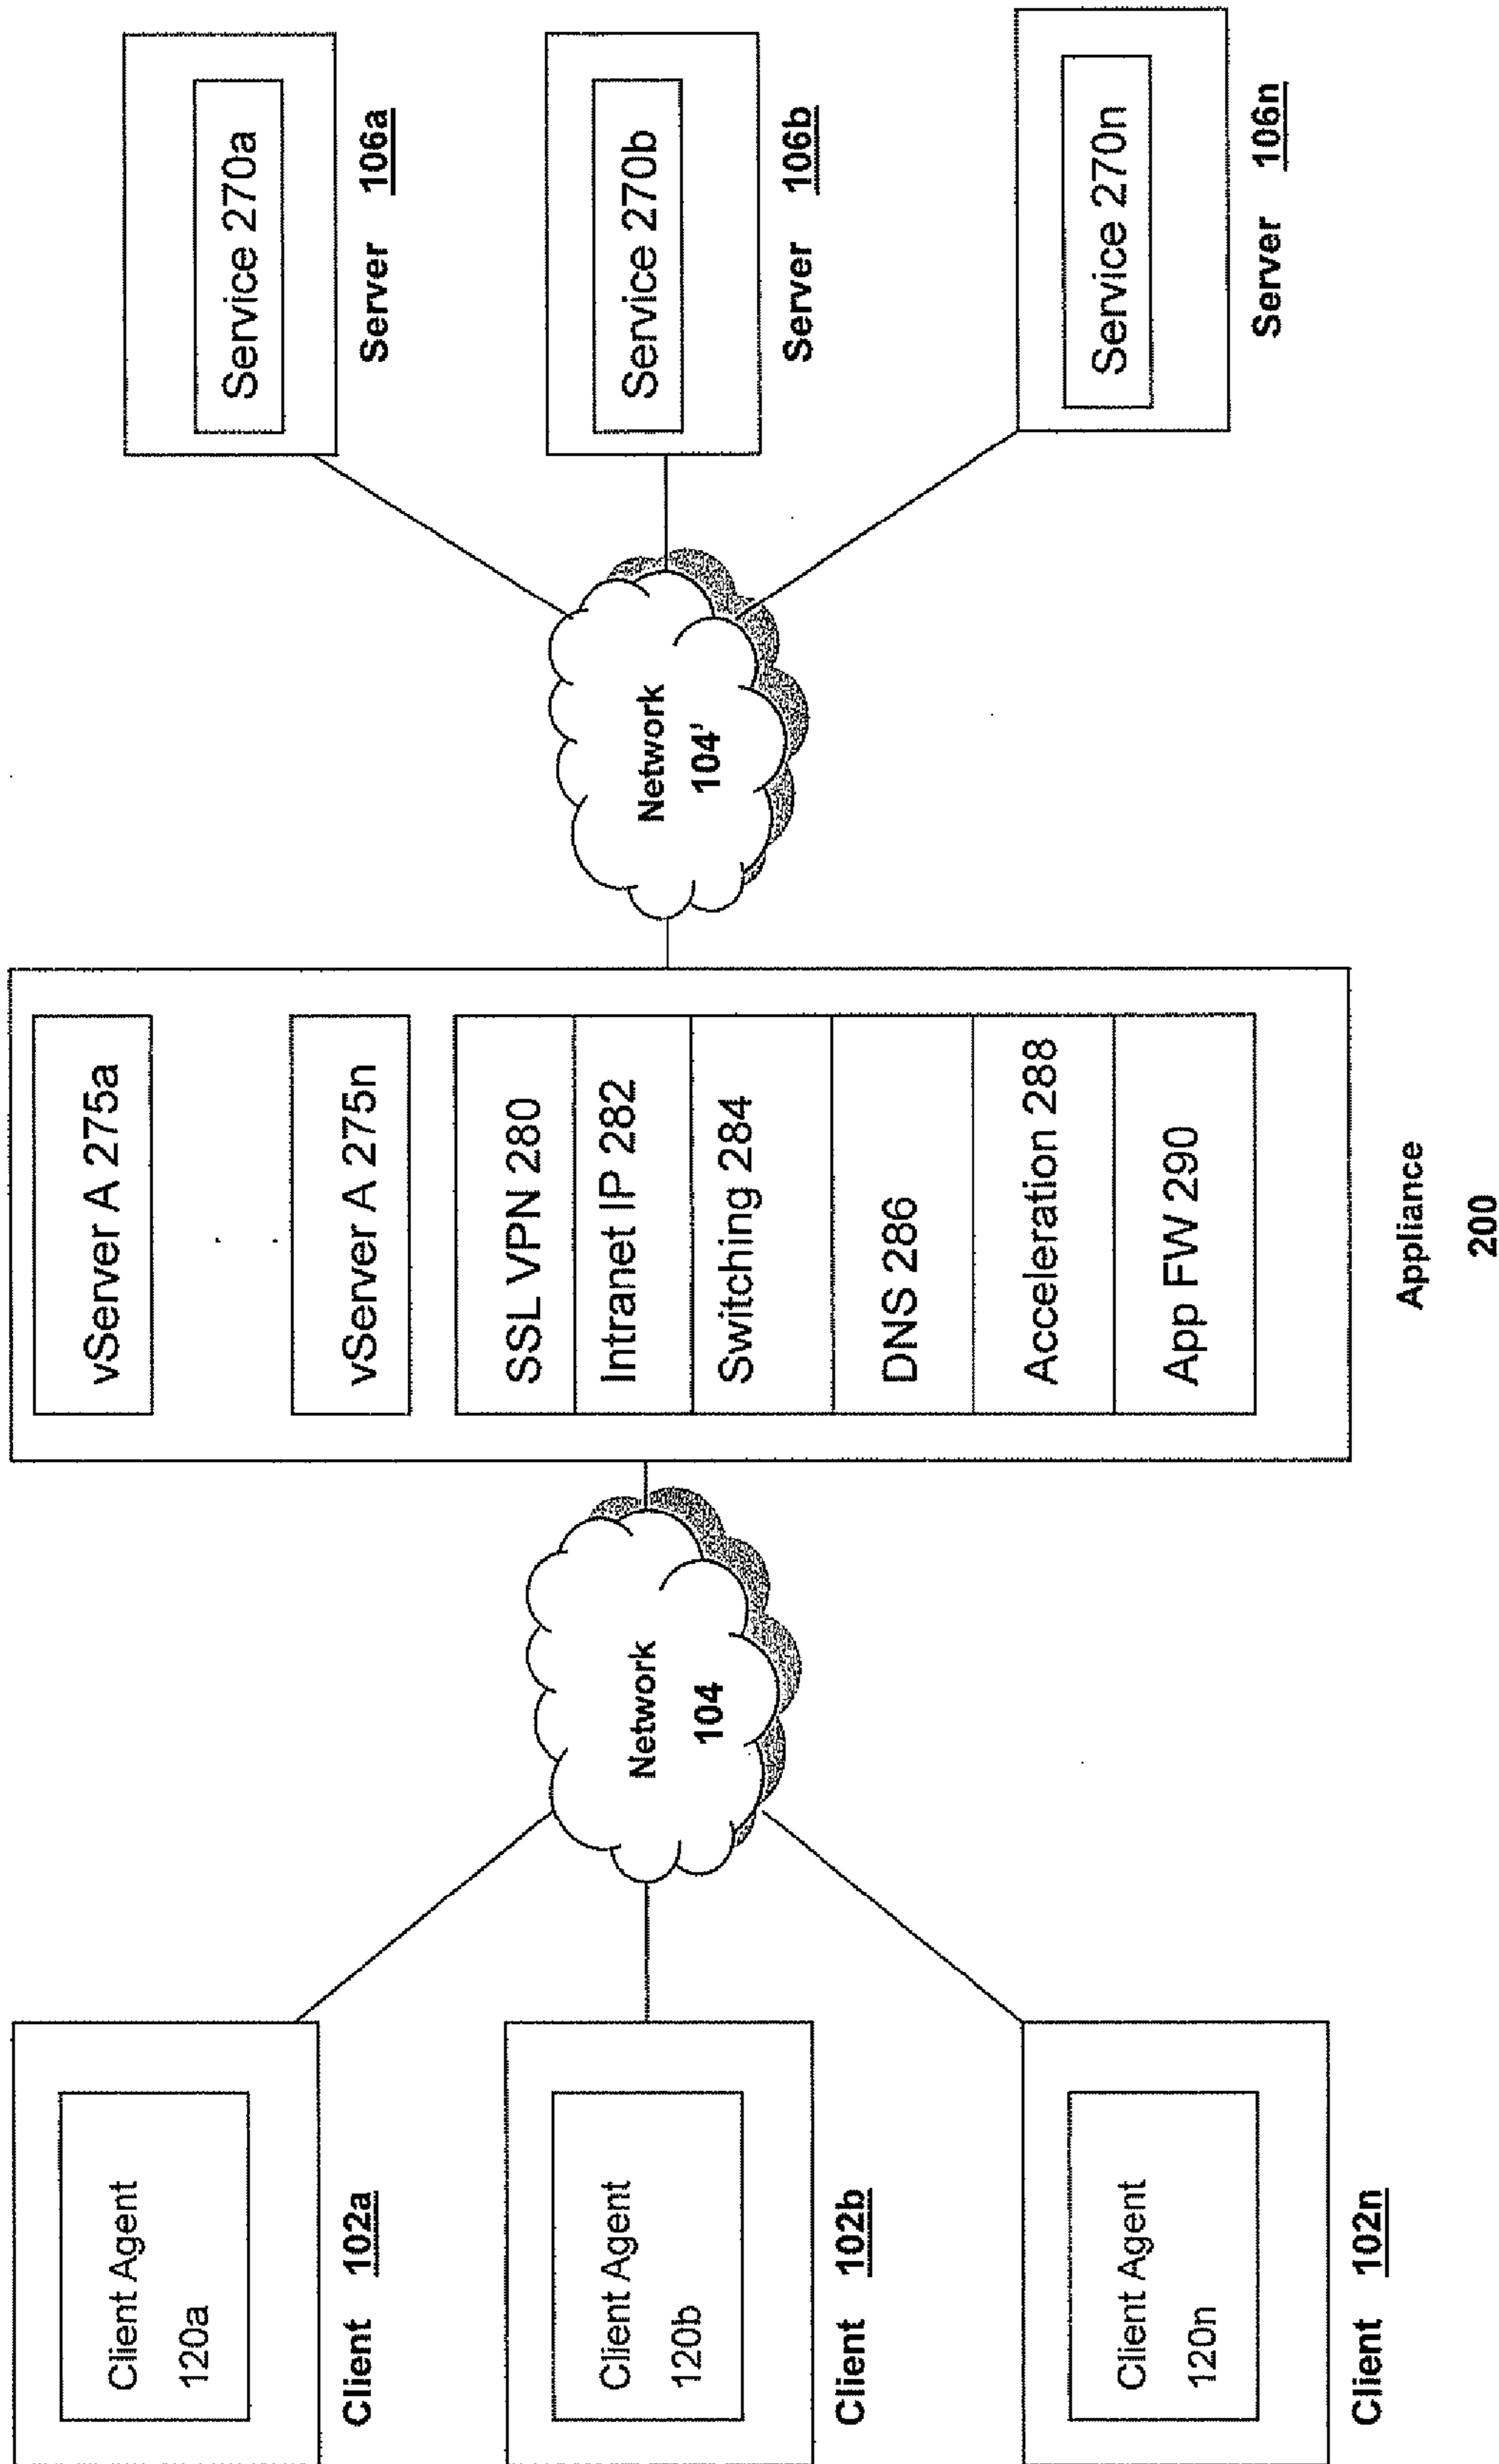 Client Agent
120a
Client 102a
Client Agent
120b
Client 102b
Client Agent
120n
Client 102n
Network
104
vServer A 275a
vServer A 275n
SSL VPN 280
Intranet IP 282
Switching 284
DNS 286
Acceleration 288
App FW 290
Appliance
200
Network
104'
Service 270a
Server 106a
Service 270b
Server 106b
Service 270n
Server 106n